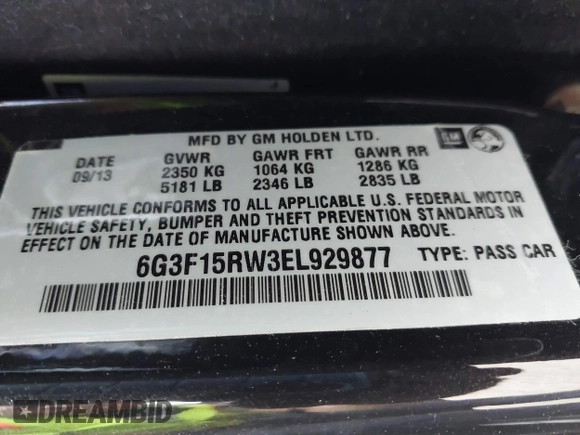 MFD BY GM HOLDEN LTD.
GM
DATE GVWR GAWR FRT GAWR RR
09/13 2350 KG 1064 KG 1286 KG
5181 LB 2346 LB 2835 LB
THIS VEHICLE CONFORMS TO ALL APPLICABLE U.S. FEDERAL MOTOR
VEHICLE SAFETY, BUMPER AND THEFT PREVENTION STANDARDS IN
EFFECT ON THE DATE OF MANUFACTURE SHOWN ABOVE.
6G3F15RW3EL929877 TYPE: PASS CAR
DREAMBID